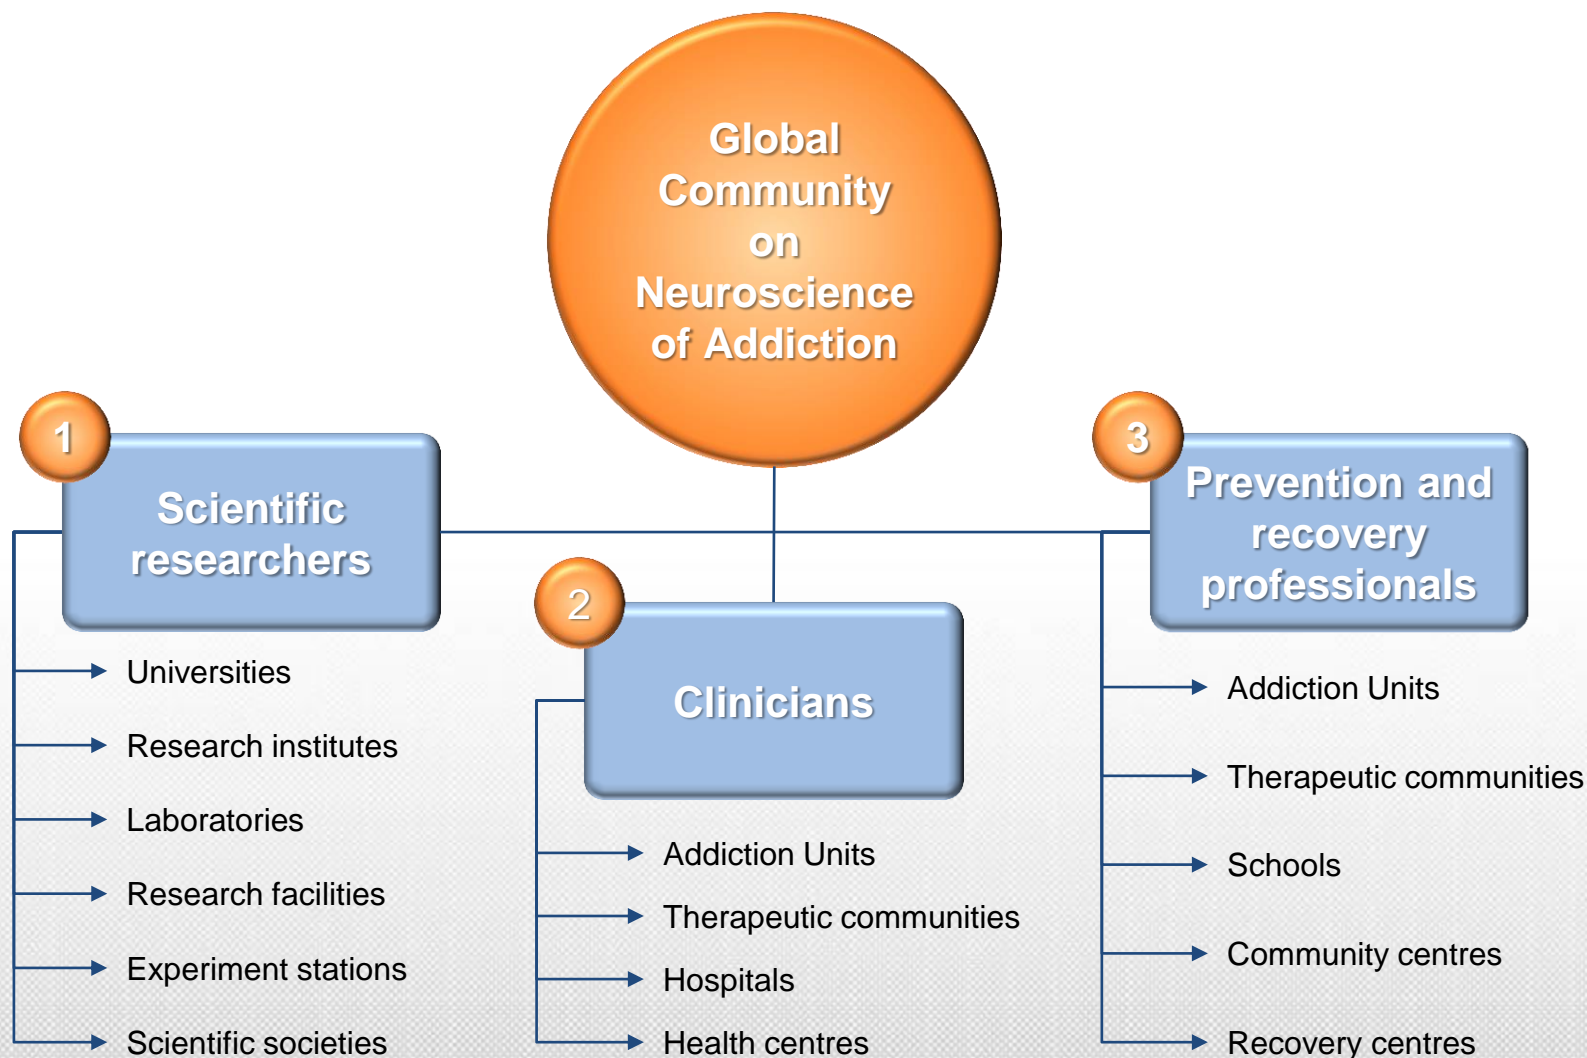 Global
Community
on
Neuroscience
of Addiction
1
Scientific
researchers
Universities
Research institutes
Laboratories
Research facilities
Experiment stations
Scientific societies
2
Clinicians
Addiction Units
Therapeutic communities
Hospitals
Health centres
3
Prevention and
recovery
professionals
Addiction Units
Therapeutic communities
Schools
Community centres
Recovery centres